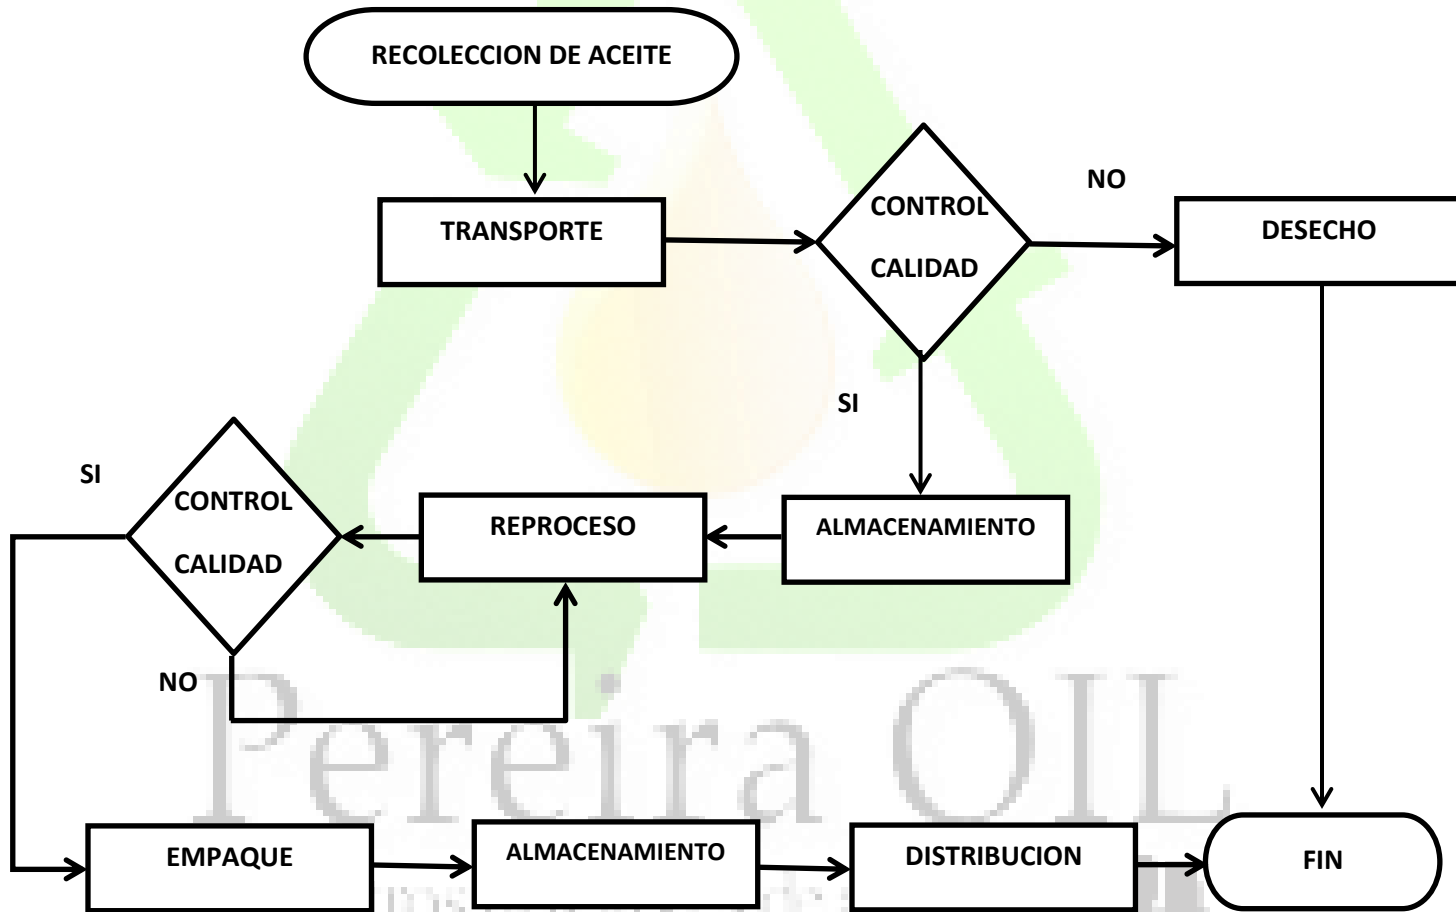 RECOLECCION DE ACEITE
TRANSPORTE
CONTROL
CALIDAD
NO
DESECHO
SI
ALMACENAMIENTO
REPROCESO
CONTROL
CALIDAD
SI
NO
EMPAQUE
ALMACENAMIENTO
DISTRIBUCION
FIN
Pereira OIL